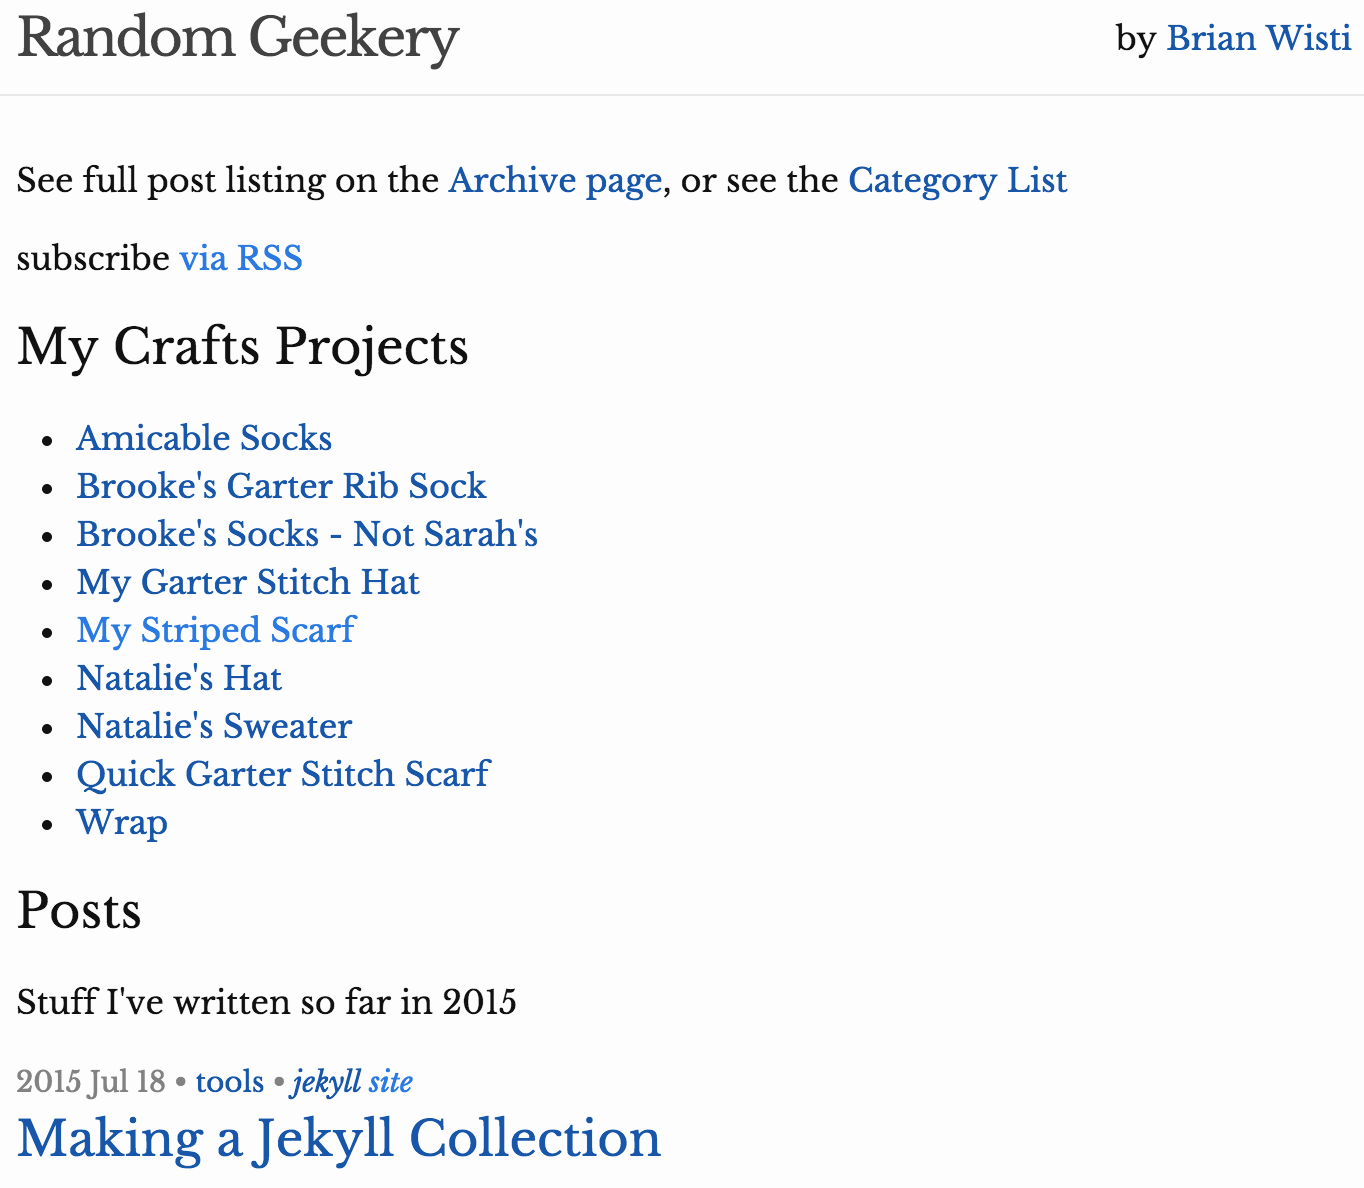 Random Geekery
by Brian Wisti
See full post listing on the Archive page, or see the Category List
subscribe via RSS
My Crafts Projects
• Amicable Socks
• Brooke's Garter Rib Sock
• Brooke's Socks - Not Sarah's
• My Garter Stitch Hat
• My Striped Scarf
• Natalie's Hat
• Natalie's Sweater
• Quick Garter Stitch Scarf
• Wrap
Posts
Stuff I've written so far in 2015
2015 Jul 18 • tools • jekyll site
Making a Jekyll Collection